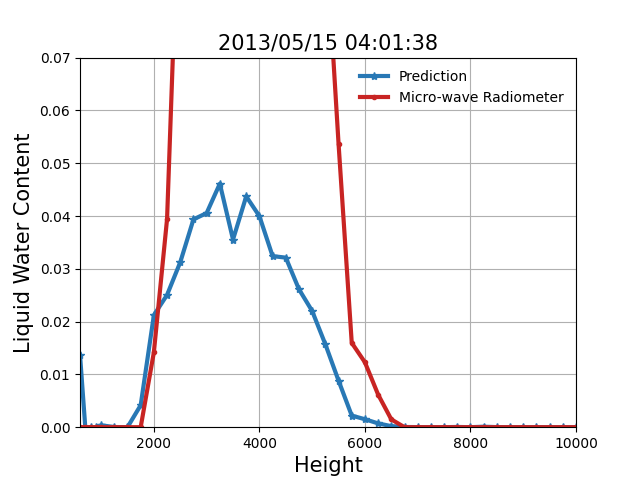 2013/05/15 04:01:38
Prediction
Micro-wave Radiometer
Liquid Water Content
0.07
0.06
0.05
0.04
0.03
0.02
0.01
0.00
2000 4000 6000 8000 10000
Height